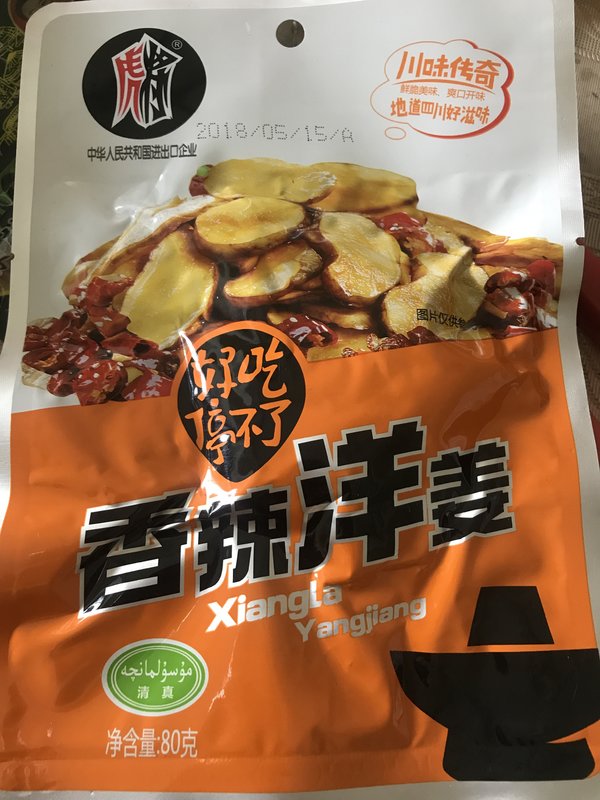 ®
中华人民共和国进出口企业
川味传奇
鲜脆美味、爽口开味
地道四川好滋味
2018/05/15/A
图片仅供参
好吃
停不了
香辣洋姜
Xiangla
Yangjiang
مۇسۇلمانچە
清真
净含量:80克